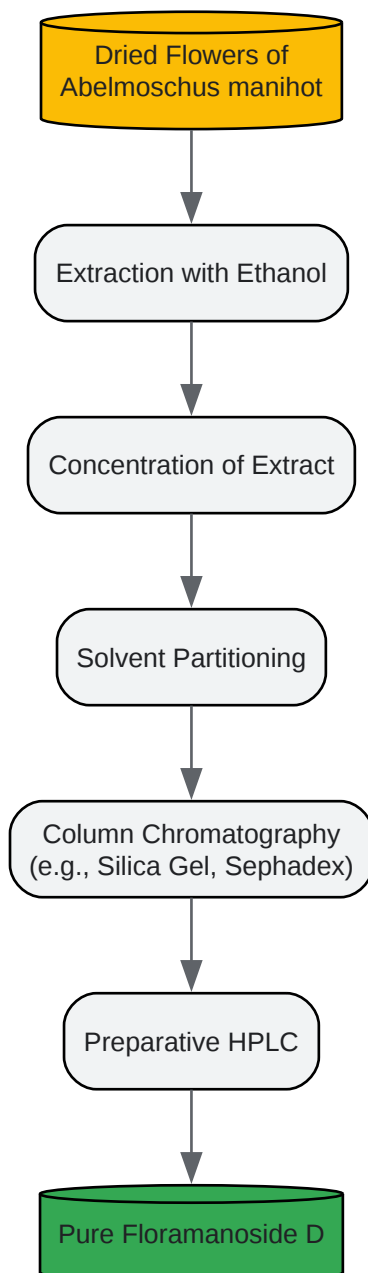 Dried Flowers of
Abelmoschus manihot
Extraction with Ethanol
Concentration of Extract
Solvent Partitioning
Column Chromatography
(e.g., Silica Gel, Sephadex)
Preparative HPLC
Pure Floramanoside D